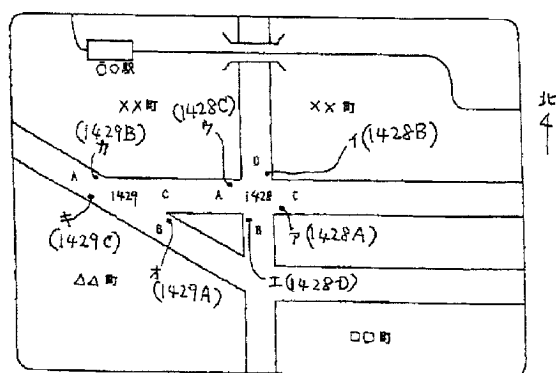 北
○○駅
××町
(1428C)
ウ
××町
(1429B)
カ
イ(1428B)
D
A
1429
C
A
1428
C
キ
(1429C)
B
B
ア(1428A)
オ
(1429A)
エ(1428D)
△△町
□□町